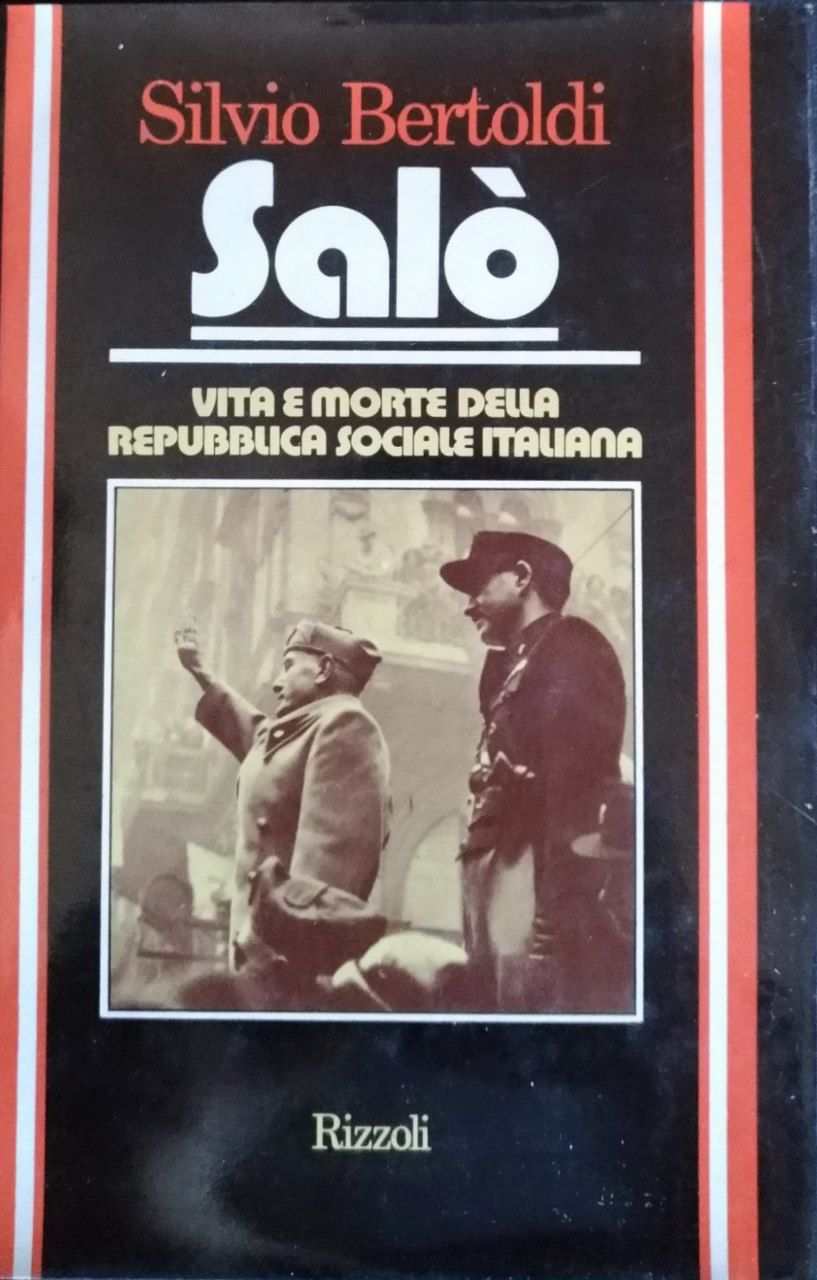 Silvio Bertoldi
Salò
VITA E MORTE DELLA
REPUBBLICA SOCIALE ITALIANA
Rizzoli